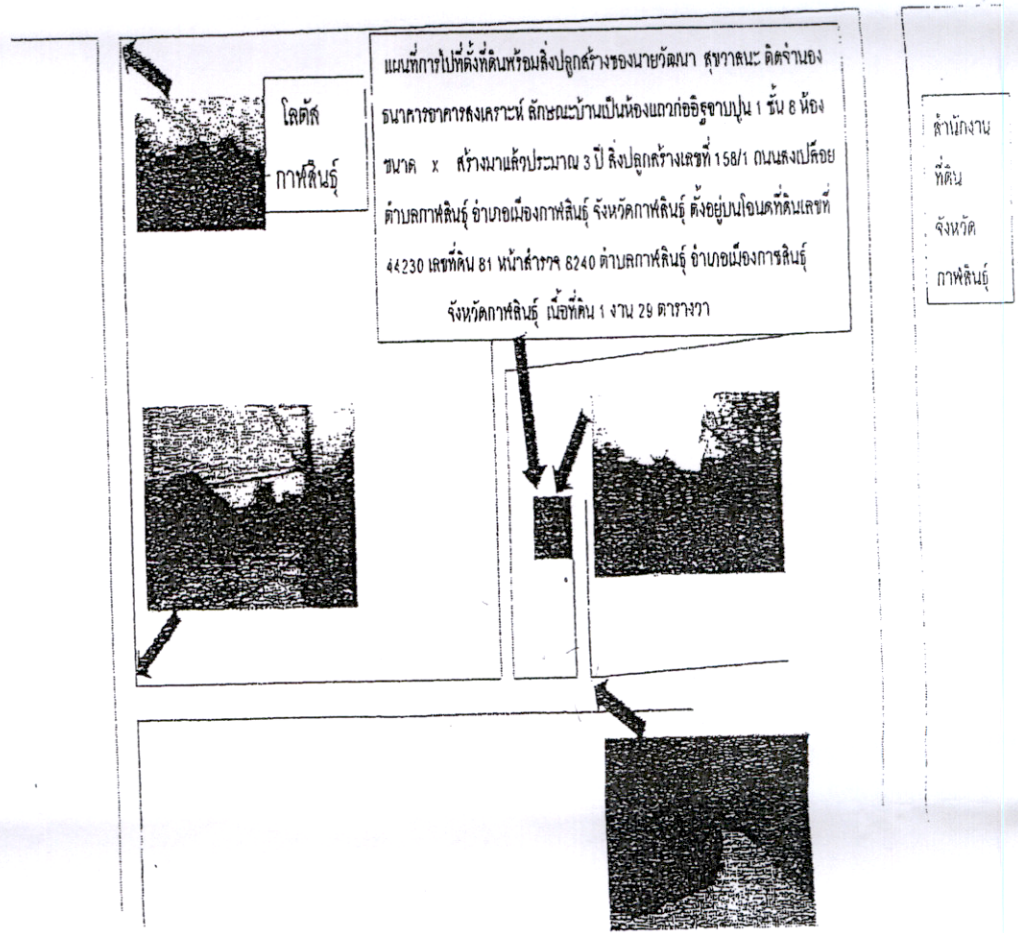 โลตัส
กาฬสินธุ์
แผนที่การไปที่ตั้งที่ดินพร้อมสิ่งปลูกสร้างของนายวัฒนา สุขวาสนะ ติดจำนอง
ธนาคารอาคารสงเคราะห์ ลักษณะบ้านเป็นห้องแถวก่ออิฐฉาบปูน 1 ชั้น 8 ห้อง
ขนาด x สร้างมาแล้วประมาณ 3 ปี สิ่งปลูกสร้างเลขที่ 158/1 ถนนสงเปลือย
ตำบลกาฬสินธุ์ อำเภอเมืองกาฬสินธุ์ จังหวัดกาฬสินธุ์ ตั้งอยู่บนโฉนดที่ดินเลขที่
44230 เลขที่ดิน 81 หน้าสำรวจ 8240 ตำบลกาฬสินธุ์ อำเภอเมืองกาฬสินธุ์
จังหวัดกาฬสินธุ์ เนื้อที่ดิน 1 งาน 29 ตารางวา
สำนักงาน
ที่ดิน
จังหวัด
กาฬสินธุ์